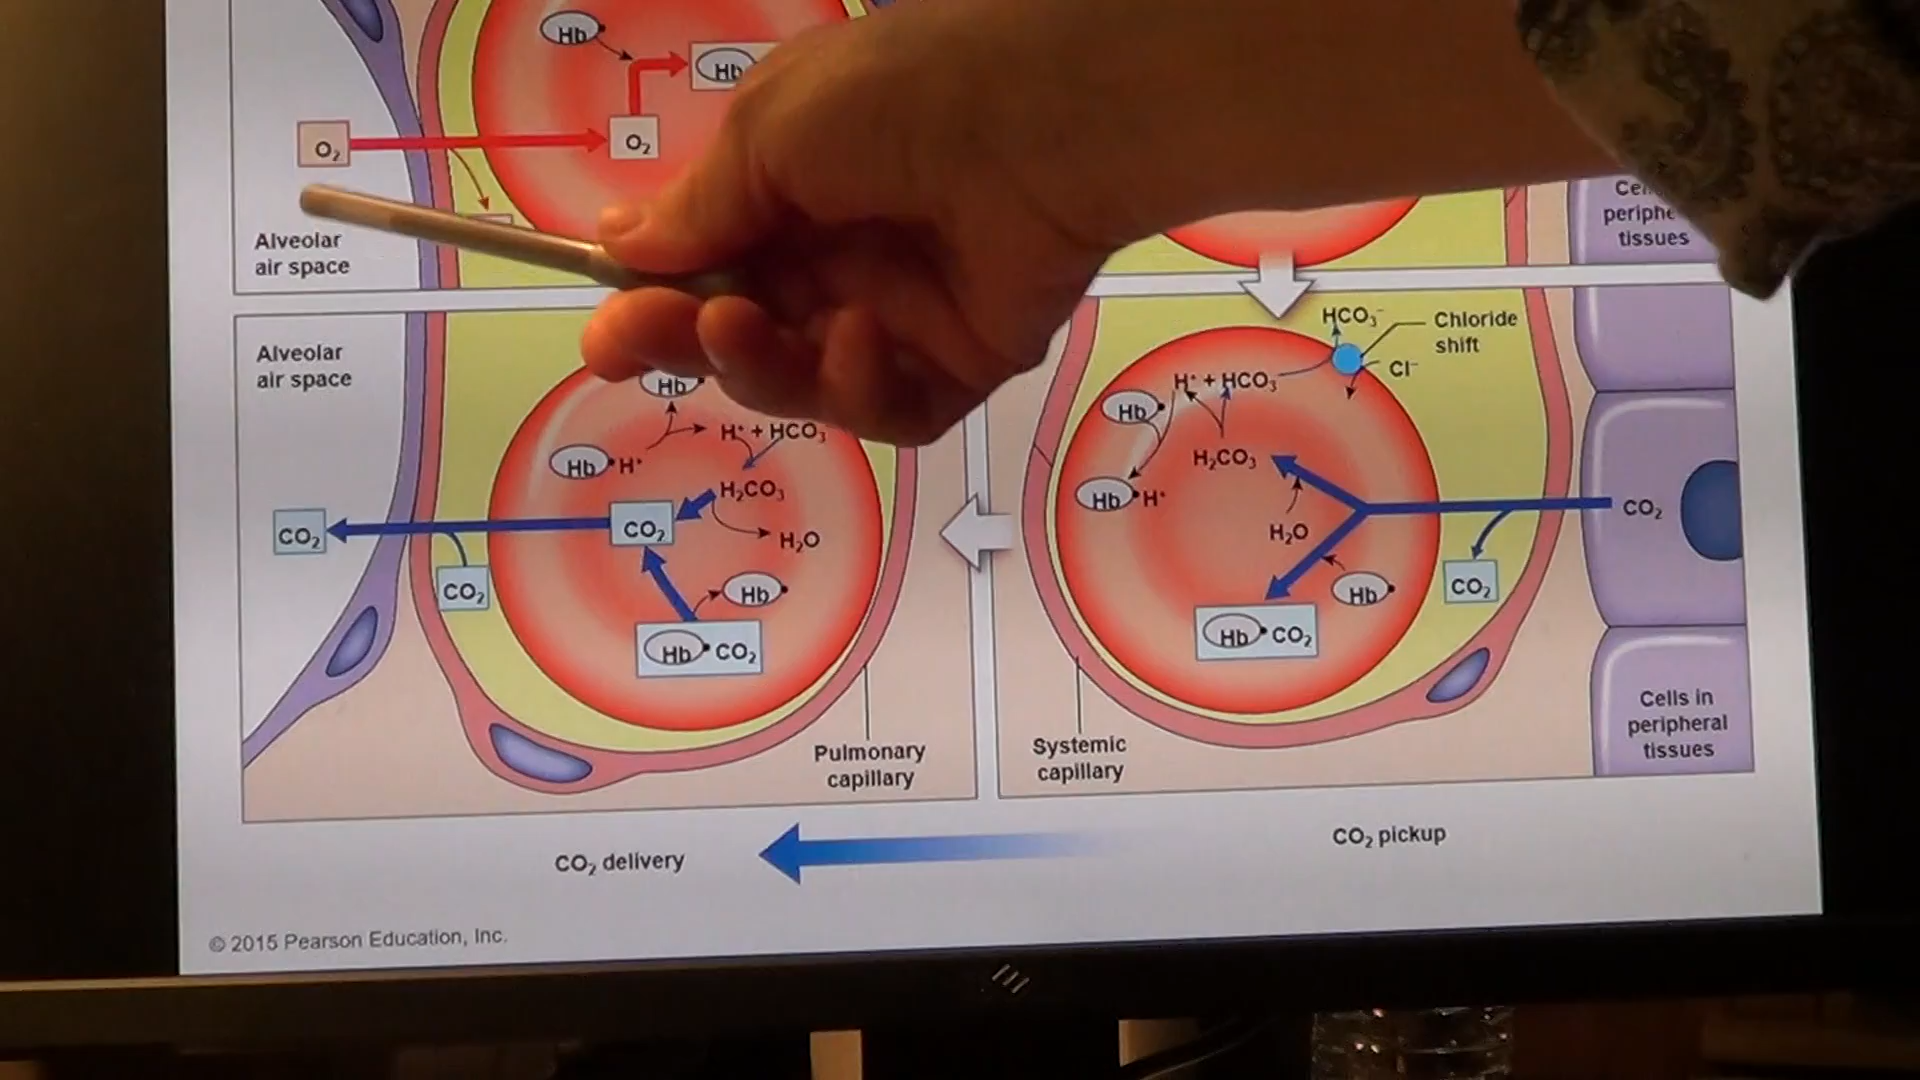 Hb
Hb
O₂
O₂
Alveolar
air space
peripheral
tissues
Alveolar
air space
Hb
H⁺ + HCO₃
Hb H⁺
H₂CO₃
CO₂
CO₂
H₂O
CO₂
Hb
Hb CO₂
Pulmonary
capillary
HCO₃⁻
Chloride
shift
Cl⁻
H⁺ + HCO₃
Hb
H₂CO₃
Hb H⁺
CO₂
H₂O
CO₂
Hb
Hb CO₂
Systemic
capillary
Cells in
peripheral
tissues
CO₂ delivery
CO₂ pickup
© 2015 Pearson Education, Inc.